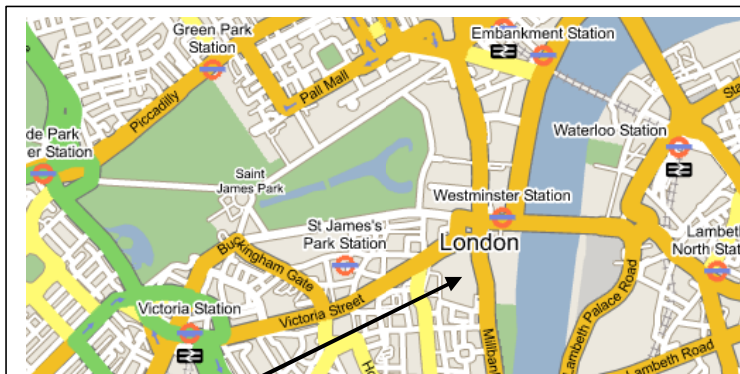 Green Park
Station
Embankment Station
Pall Mall
Piccadilly
de Park
er Station
Waterloo Station
Saint
James Park
Westminster Station
St James's
Park Station
London
Lambeth
North Stat
Buckingham Gate
Victoria Station
Victoria Street
Millbank
Lambeth Palace Road
Lambeth Road